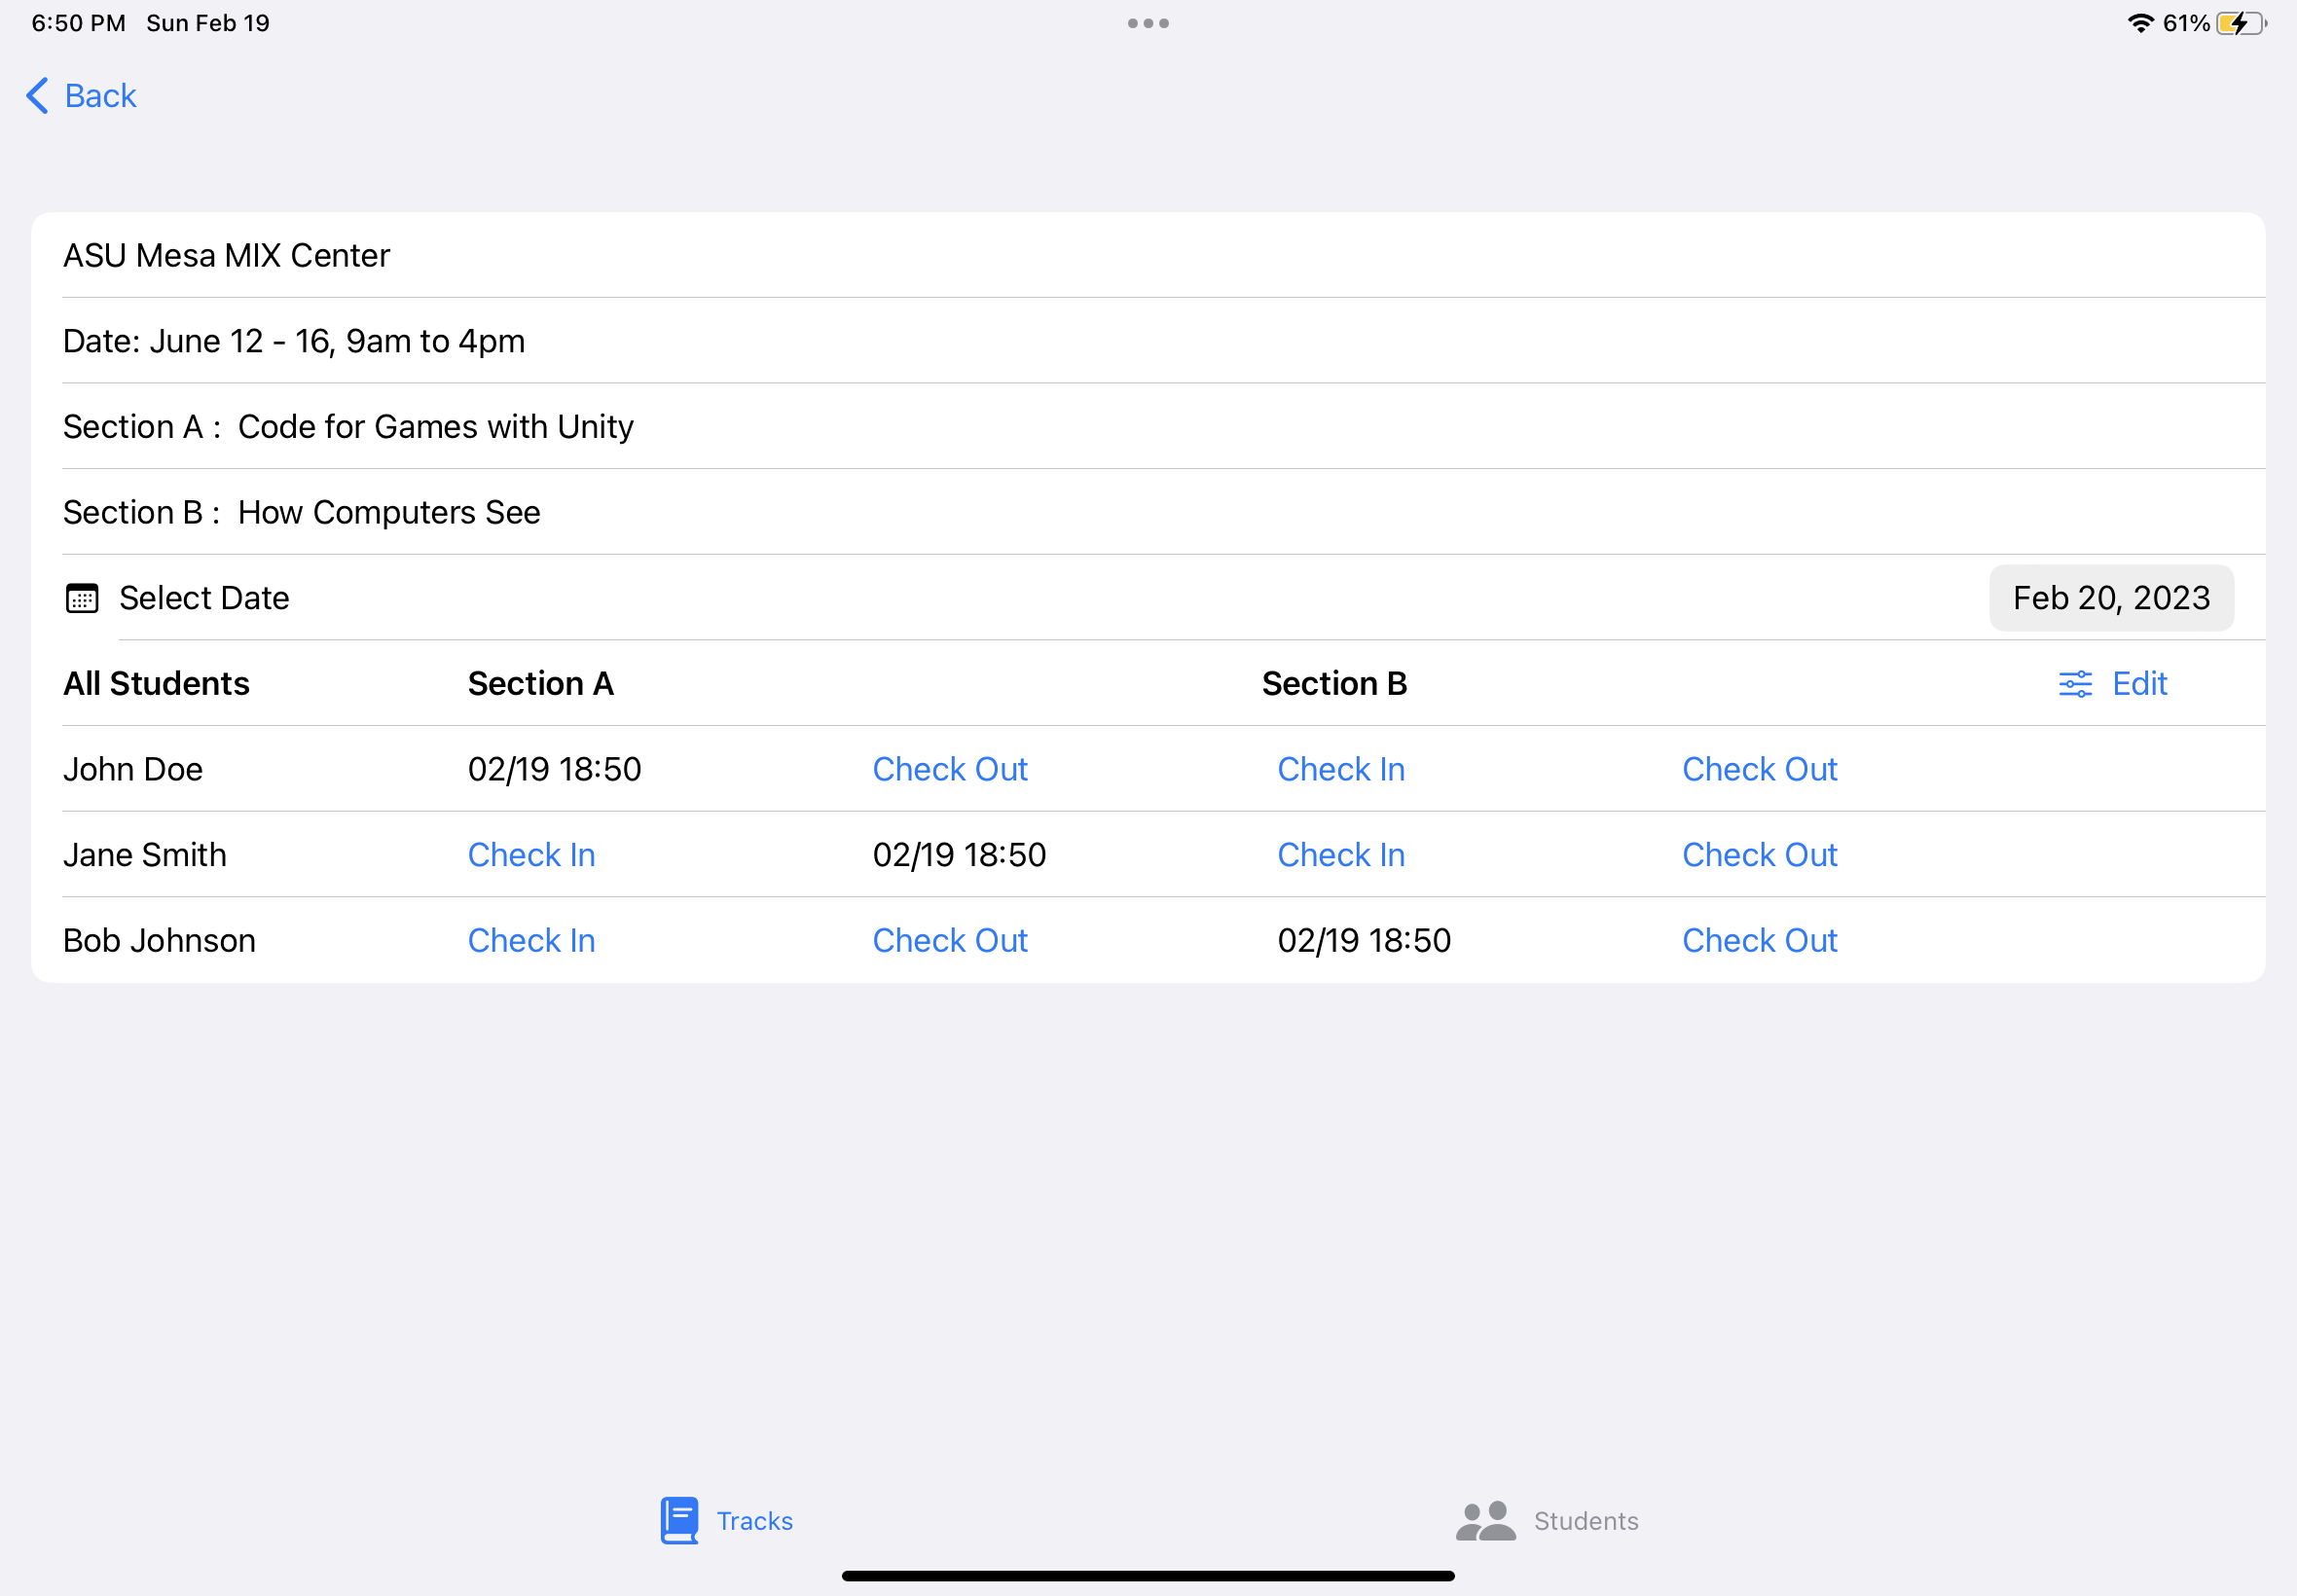 6:50 PM Sun Feb 19 61%
Back
ASU Mesa MIX Center
Date: June 12 - 16, 9am to 4pm
Section A : Code for Games with Unity
Section B : How Computers See
Select Date Feb 20, 2023
All Students Section A Section B Edit
John Doe 02/19 18:50 Check Out Check In Check Out
Jane Smith Check In 02/19 18:50 Check In Check Out
Bob Johnson Check In Check Out 02/19 18:50 Check Out
Tracks Students